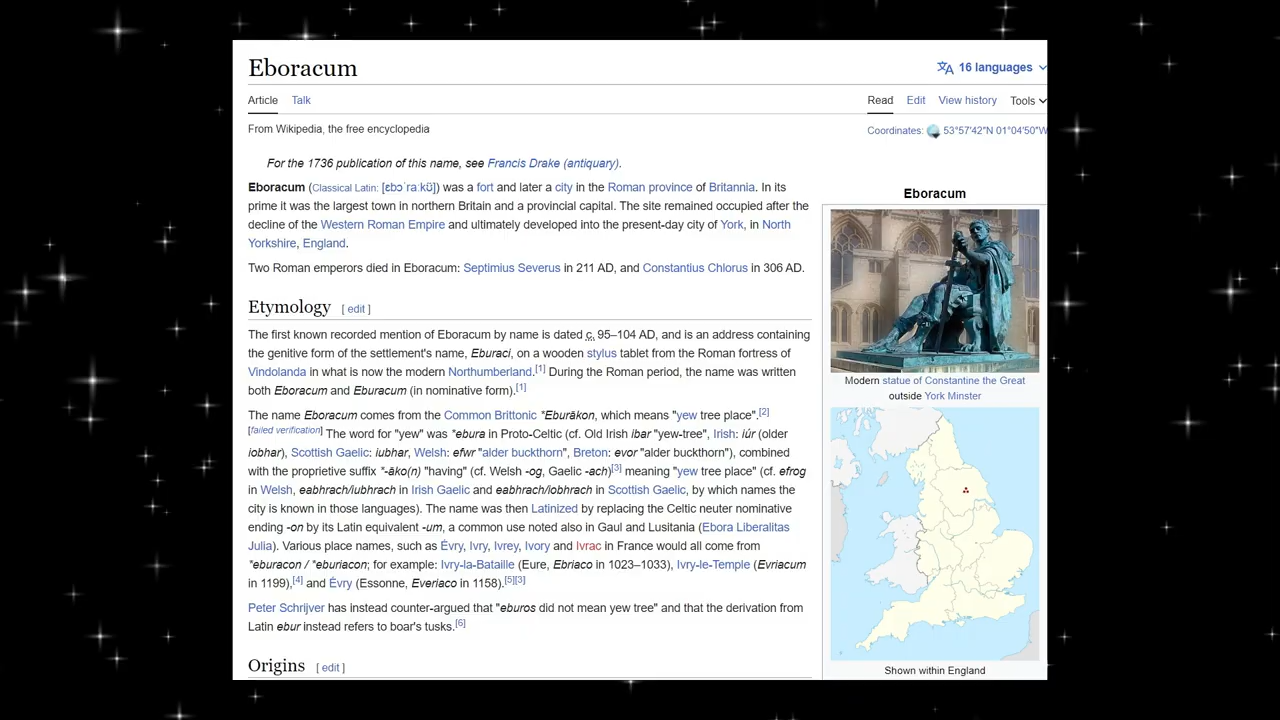 Eboracum
16 languages
Article Talk
Read Edit View history Tools
From Wikipedia, the free encyclopedia
Coordinates: 53°57′42″N 01°04′50″W
For the 1736 publication of this name, see Francis Drake (antiquary).
Eboracum (Classical Latin: [ɛbɔˈraːkũ]) was a fort and later a city in the Roman province of Britannia. In its
prime it was the largest town in northern Britain and a provincial capital. The site remained occupied after the
decline of the Western Roman Empire and ultimately developed into the present-day city of York, in North
Yorkshire, England.
Two Roman emperors died in Eboracum: Septimius Severus in 211 AD, and Constantius Chlorus in 306 AD.
Etymology [ edit ]
The first known recorded mention of Eboracum by name is dated c. 95–104 AD, and is an address containing
the genitive form of the settlement's name, Eburaci, on a wooden stylus tablet from the Roman fortress of
Vindolanda in what is now the modern Northumberland.[1] During the Roman period, the name was written
both Eboracum and Eburacum (in nominative form).[1]
The name Eboracum comes from the Common Brittonic *Eburākon, which means "yew tree place".[2]
[failed verification] The word for "yew" was *ebura in Proto-Celtic (cf. Old Irish ibar "yew-tree", Irish: iúr (older
iobhar), Scottish Gaelic: iubhar, Welsh: efwr "alder buckthorn", Breton: evor "alder buckthorn"), combined
with the proprietive suffix *-āko(n) "having" (cf. Welsh -og, Gaelic -ach)[3] meaning "yew tree place" (cf. efrog
in Welsh, eabhrach/iubhrach in Irish Gaelic and eabhrach/iobhrach in Scottish Gaelic, by which names the
city is known in those languages). The name was then Latinized by replacing the Celtic neuter nominative
ending -on by its Latin equivalent -um, a common use noted also in Gaul and Lusitania (Ebora Liberalitas
Julia). Various place names, such as Évry, Ivry, Ivrey, Ivory and Ivrac in France would all come from
*eburacon / *eburiacon; for example: Ivry-la-Bataille (Eure, Ebriaco in 1023–1033), Ivry-le-Temple (Evriacum
in 1199),[4] and Évry (Essonne, Everiaco in 1158).[5][3]
Peter Schrijver has instead counter-argued that "eburos did not mean yew tree" and that the derivation from
Latin ebur instead refers to boar's tusks.[6]
Origins [ edit ]
Eboracum
Modern statue of Constantine the Great
outside York Minster
Shown within England